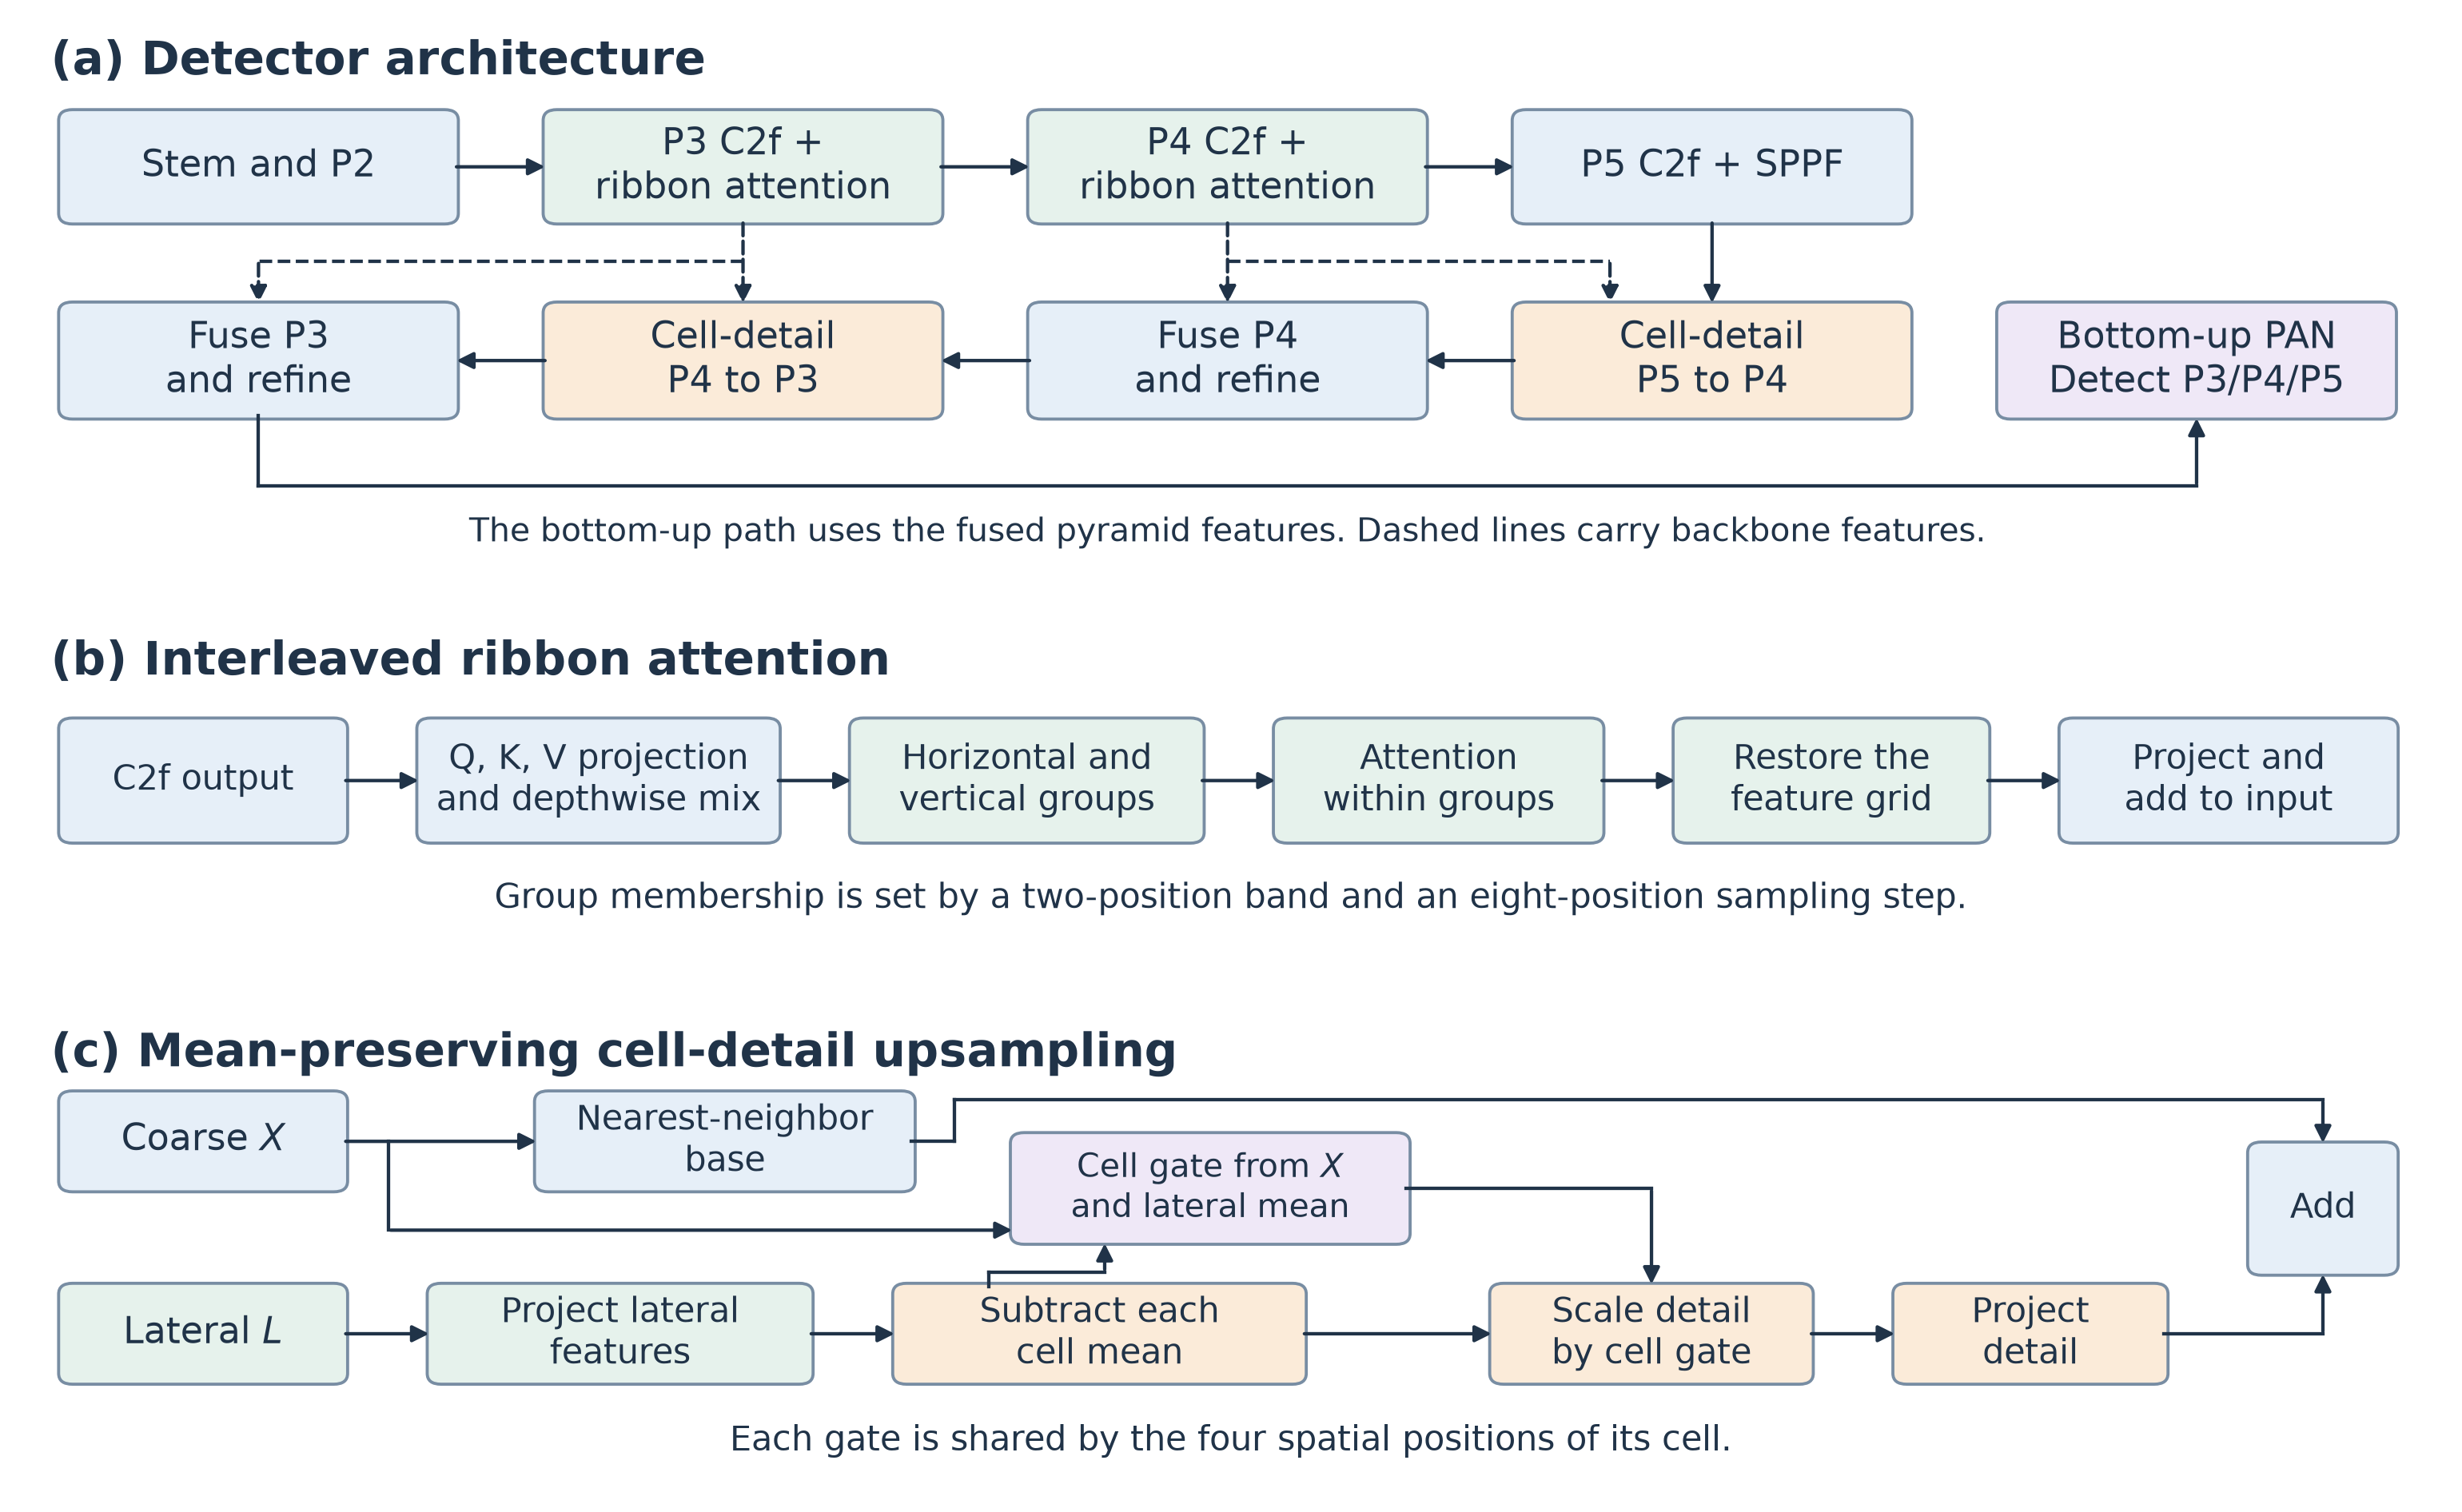 (a) Detector architecture
Stem and P2
P3 C2f +
ribbon attention
P4 C2f +
ribbon attention
P5 C2f + SPPF
Fuse P3
and refine
Cell-detail
P4 to P3
Fuse P4
and refine
Cell-detail
P5 to P4
Bottom-up PAN
Detect P3/P4/P5
The bottom-up path uses the fused pyramid features. Dashed lines carry backbone features.
(b) Interleaved ribbon attention
C2f output
Q, K, V projection
and depthwise mix
Horizontal and
vertical groups
Attention
within groups
Restore the
feature grid
Project and
add to input
Group membership is set by a two-position band and an eight-position sampling step.
(c) Mean-preserving cell-detail upsampling
Coarse X
Nearest-neighbor
base
Cell gate from X
and lateral mean
Add
Lateral L
Project lateral
features
Subtract each
cell mean
Scale detail
by cell gate
Project
detail
Each gate is shared by the four spatial positions of its cell.